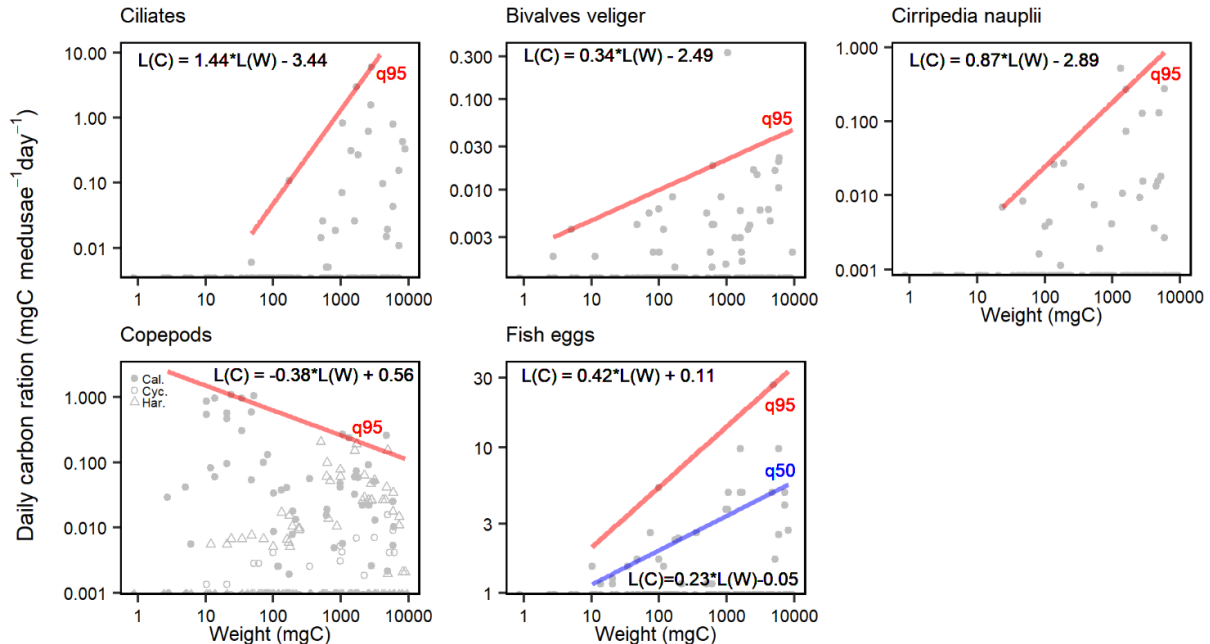 Ciliates
Bivalves veliger
Cirripedia nauplii
Daily carbon ration (mgC medusae⁻¹day⁻¹)
L(C) = 1.44*L(W) - 3.44
q95
10.00
1.00
0.10
0.01
1 10 100 1000 10000
L(C) = 0.34*L(W) - 2.49
q95
0.300
0.100
0.030
0.010
0.003
1 10 100 1000 10000
L(C) = 0.87*L(W) - 2.89
q95
1.000
0.100
0.010
0.001
1 10 100 1000 10000
Weight (mgC)
Copepods
Fish eggs
L(C) = -0.38*L(W) + 0.56
Cal.
Cyc.
Har.
q95
1.000
0.100
0.010
0.001
1 10 100 1000 10000
Weight (mgC)
L(C) = 0.42*L(W) + 0.11
q95
q50
L(C)=0.23*L(W)-0.05
30
10
3
1
1 10 100 1000 10000
Weight (mgC)